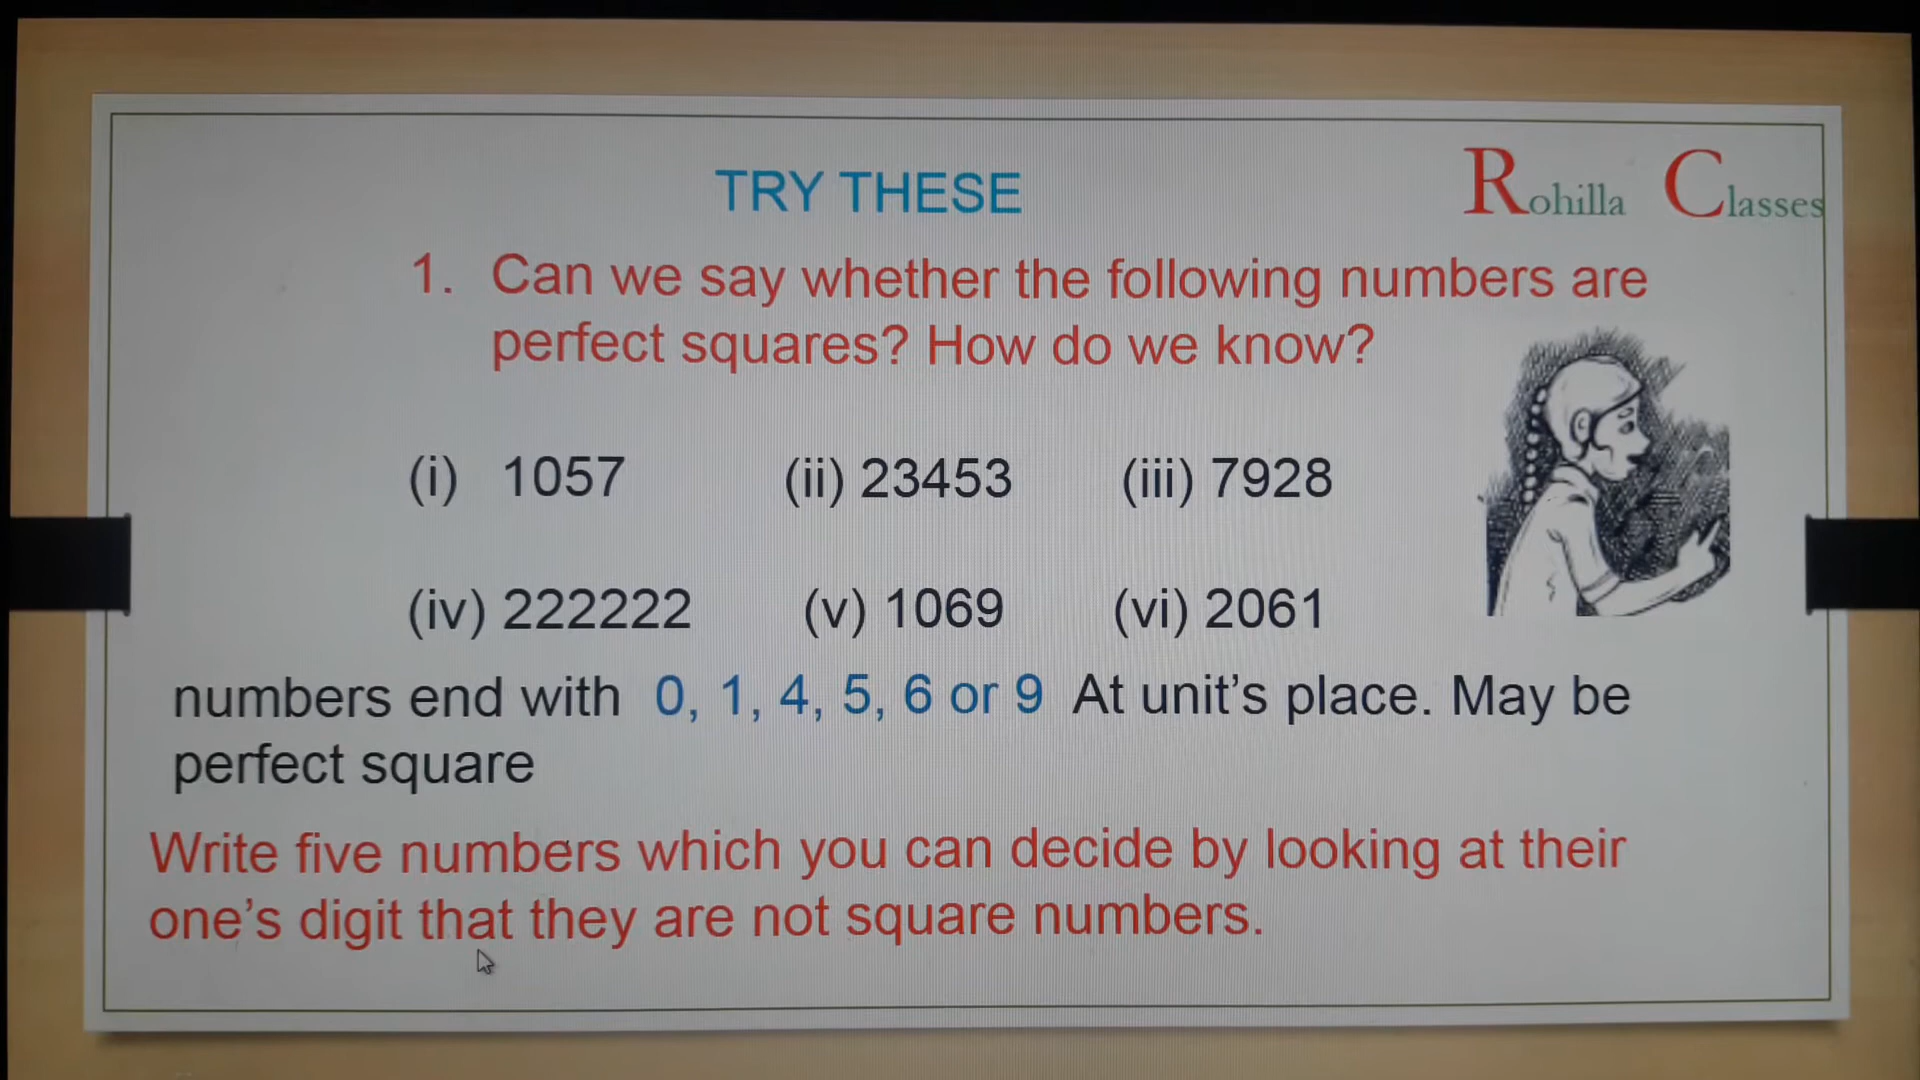 TRY THESE
Rohilla Classes
1. Can we say whether the following numbers are
perfect squares? How do we know?
(i) 1057 (ii) 23453 (iii) 7928
(iv) 222222 (v) 1069 (vi) 2061
numbers end with 0, 1, 4, 5, 6 or 9 At unit’s place. May be
perfect square
Write five numbers which you can decide by looking at their
one’s digit that they are not square numbers.